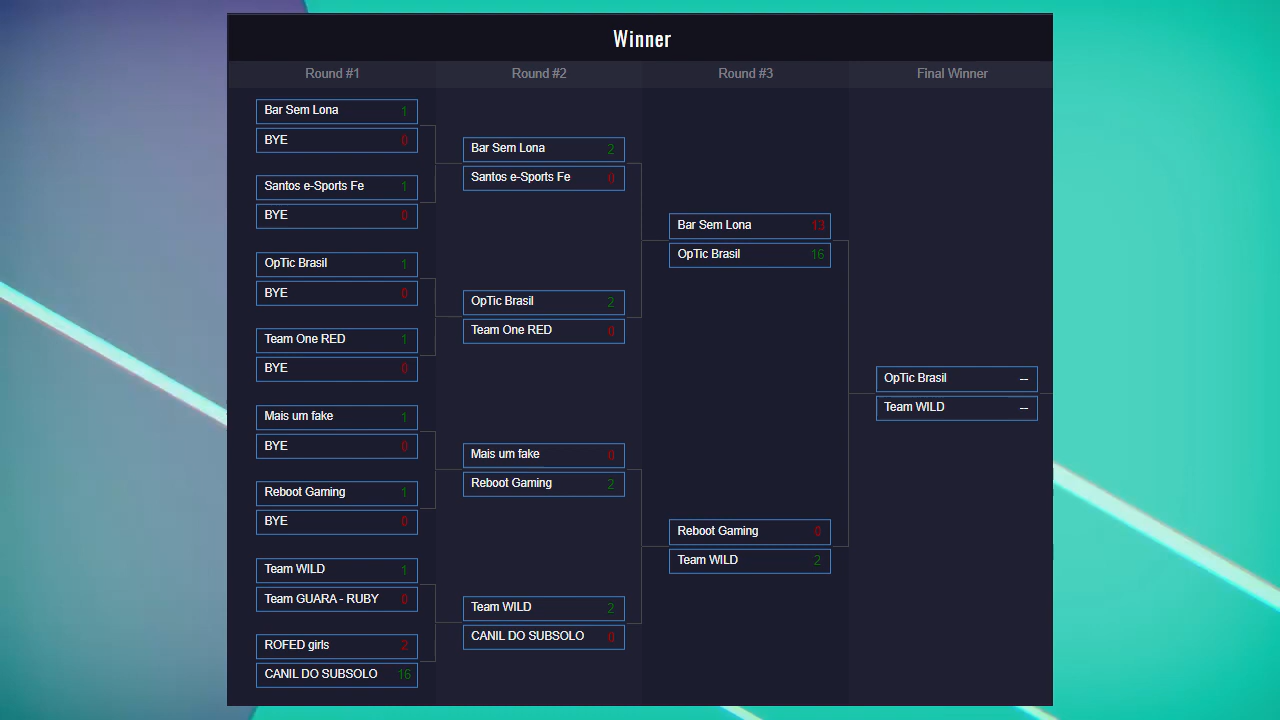 Winner
Round #1
Round #2
Round #3
Final Winner
Bar Sem Lona 1
BYE 0
Santos e-Sports Fe 1
BYE 0
OpTic Brasil 1
BYE 0
Team One RED 1
BYE 0
Mais um fake 1
BYE 0
Reboot Gaming 1
BYE 0
Team WILD 1
Team GUARA - RUBY 0
ROFED girls 2
CANIL DO SUBSOLO 16
Bar Sem Lona 2
Santos e-Sports Fe 0
OpTic Brasil 2
Team One RED 0
Mais um fake 0
Reboot Gaming 2
Team WILD 2
CANIL DO SUBSOLO 0
Bar Sem Lona 13
OpTic Brasil 16
Reboot Gaming 0
Team WILD 2
OpTic Brasil --
Team WILD --